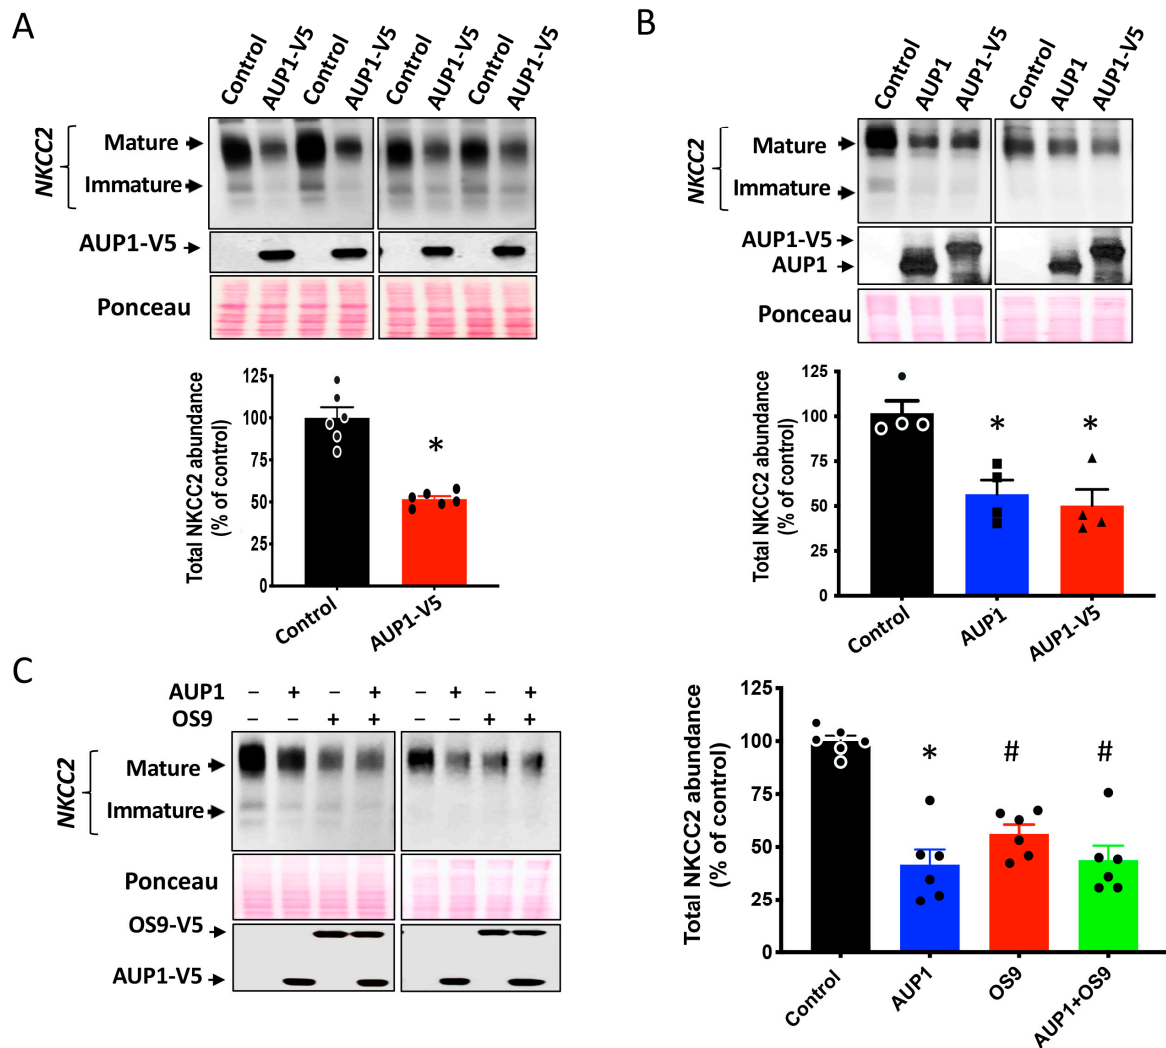 A
Control
AUP1-V5
Control
AUP1-V5
Control
AUP1-V5
Control
AUP1-V5
NKCC2
Mature
Immature
AUP1-V5
Ponceau
Total NKCC2 abundance
(% of control)
125
100
75
50
25
0
*
Control
AUP1-V5
B
Control
AUP1
AUP1-V5
Control
AUP1
AUP1-V5
NKCC2
Mature
Immature
AUP1-V5
AUP1
Ponceau
Total NKCC2 abundance
(% of control)
125
100
75
50
25
0
* *
Control
AUP1
AUP1-V5
C
AUP1 – + – + – + – +
OS9 – – + + – – + +
NKCC2
Mature
Immature
Ponceau
OS9-V5
AUP1-V5
Total NKCC2 abundance
(% of control)
125
100
75
50
25
0
* # #
Control
AUP1
OS9
AUP1+OS9